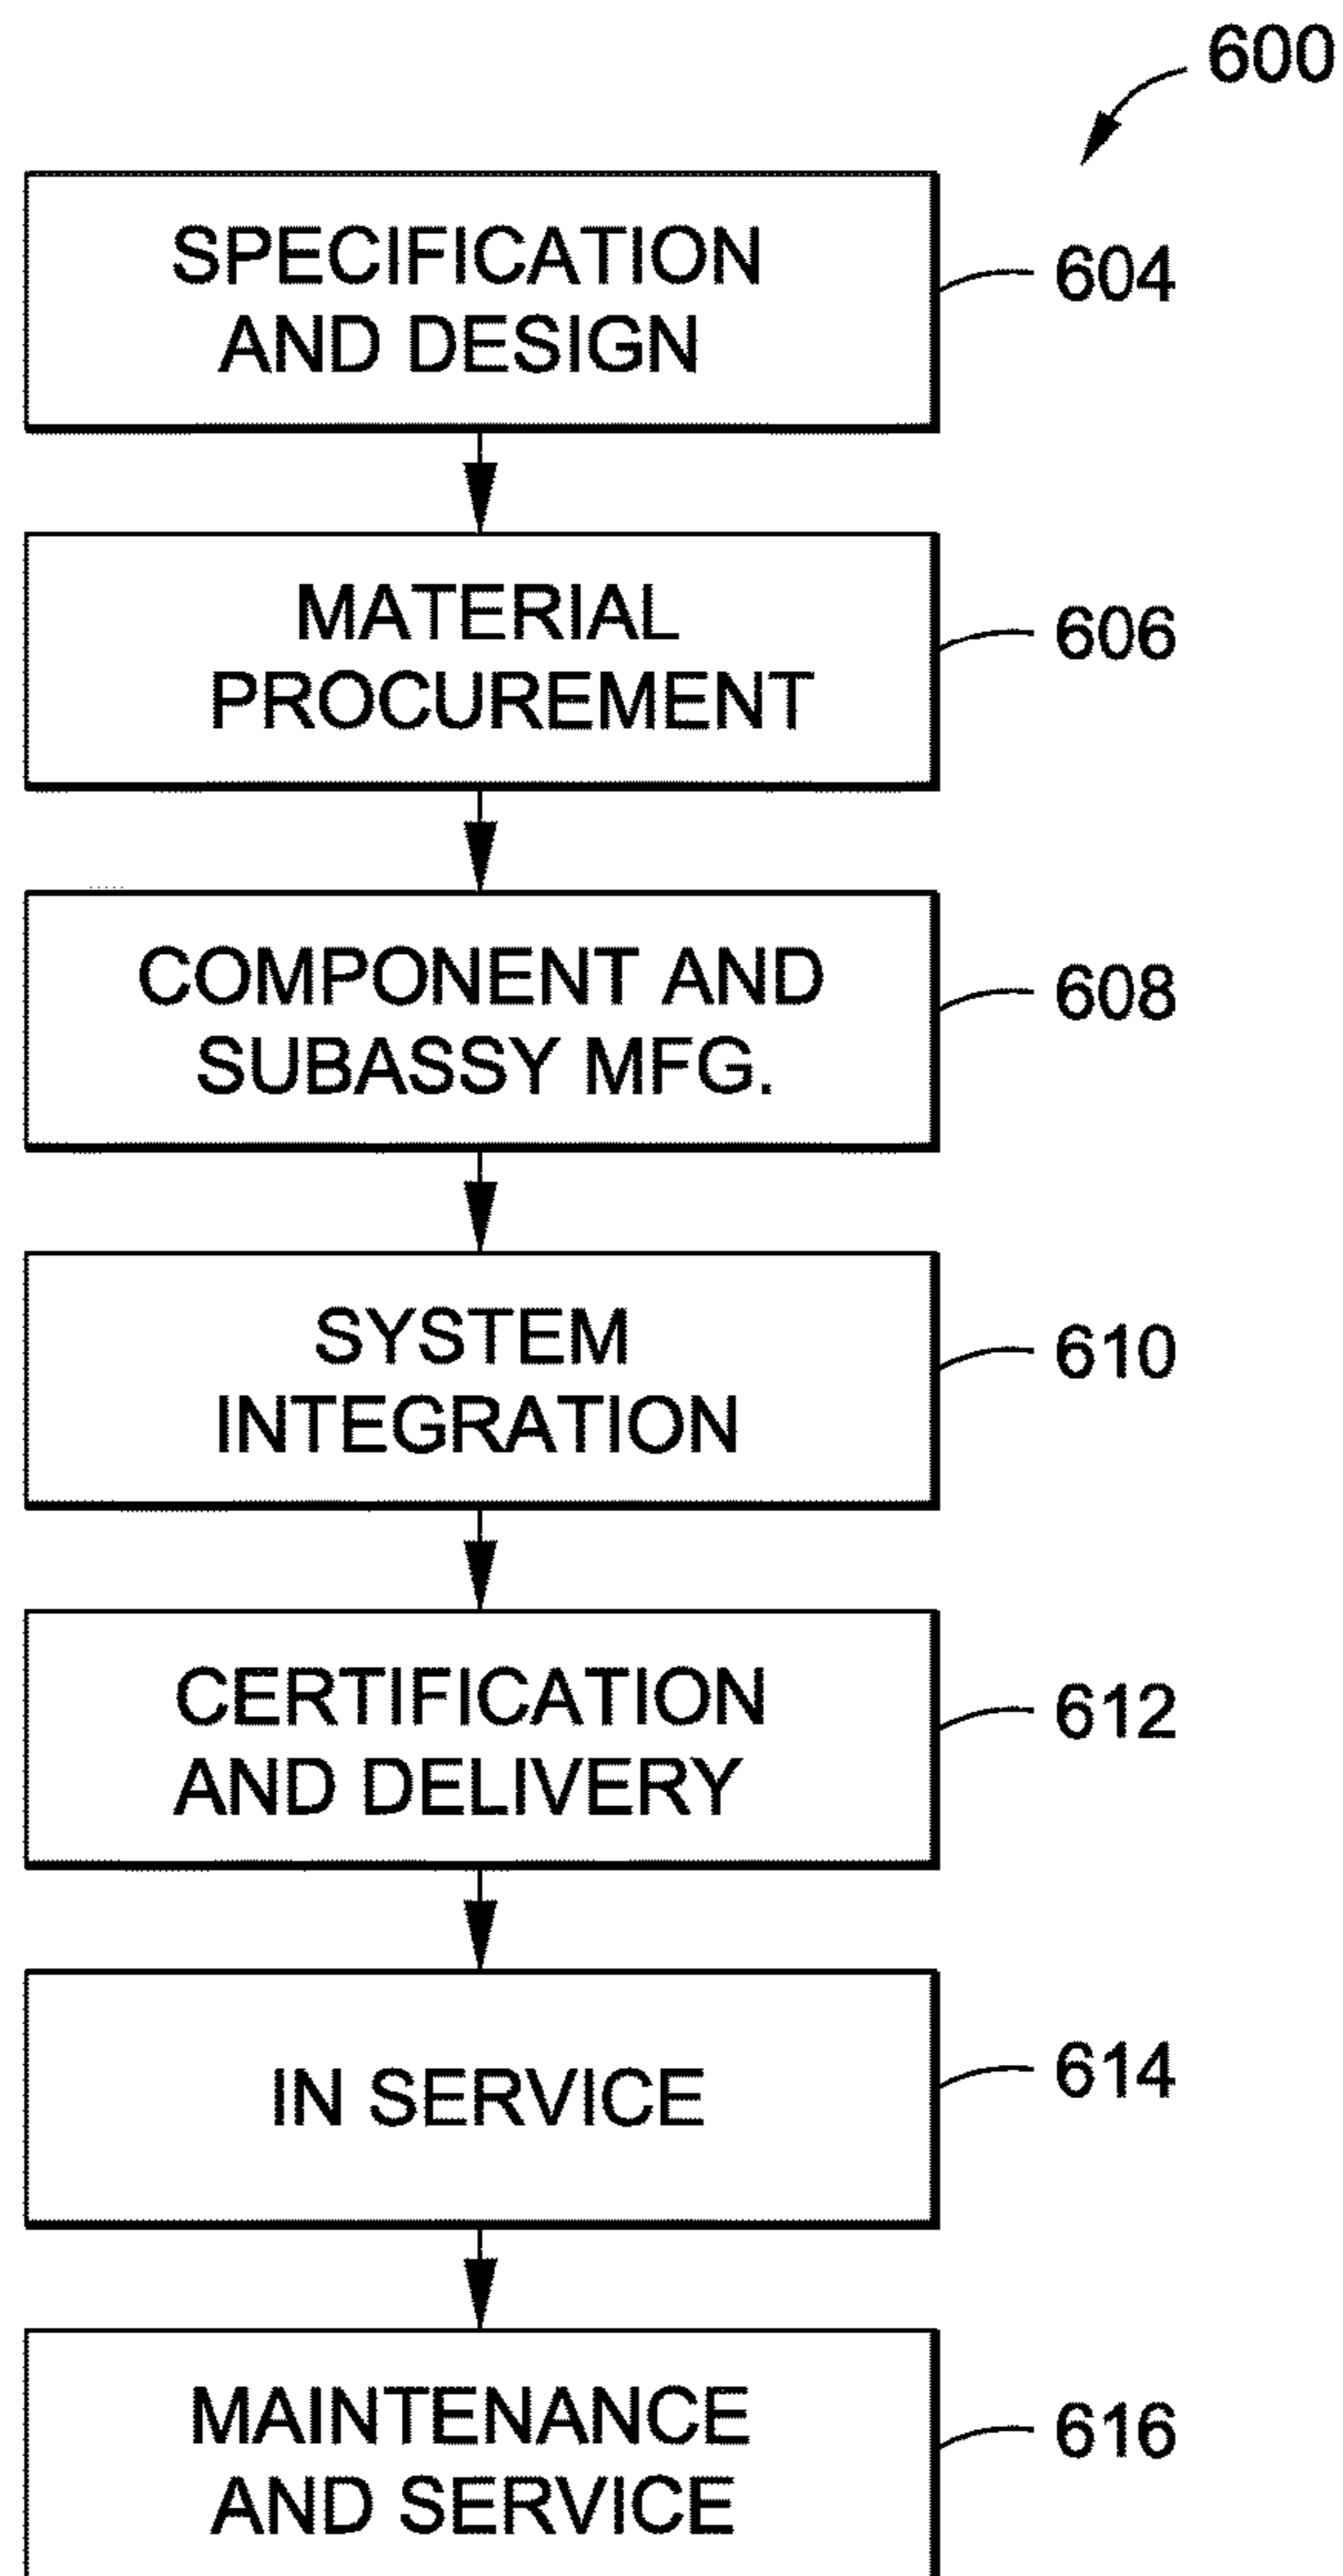 600
SPECIFICATION
AND DESIGN
604
MATERIAL
PROCUREMENT
606
COMPONENT AND
SUBASSY MFG.
608
SYSTEM
INTEGRATION
610
CERTIFICATION
AND DELIVERY
612
IN SERVICE
614
MAINTENANCE
AND SERVICE
616